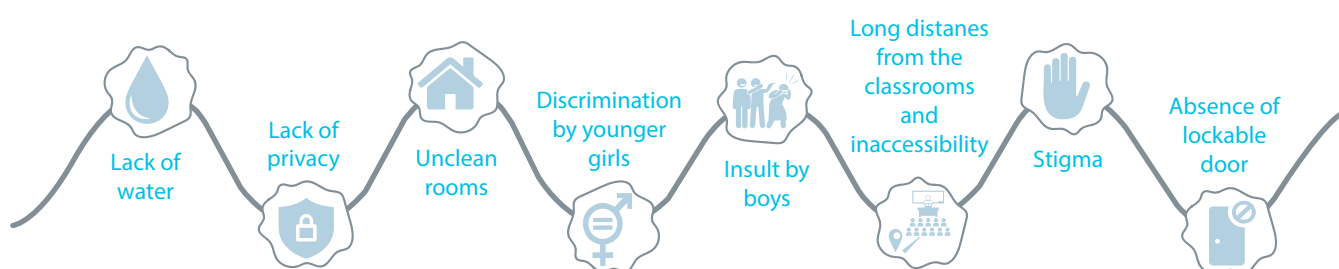 Lack of
water
Lack of
privacy
Unclean
rooms
Discrimination
by younger
girls
Insult by
boys
Long distanes
from the
classrooms
and
inaccessibility
Stigma
Absence of
lockable
door